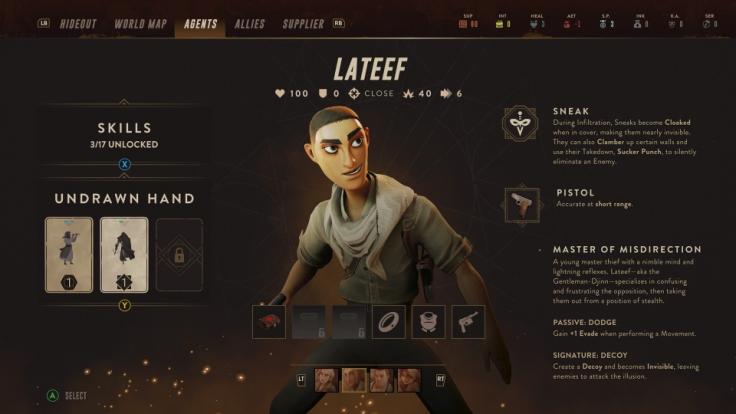 LB HIDEOUT WORLD MAP AGENTS ALLIES SUPPLIER RB
SUP INT HEAL AET S.P. INK R.A. SER
LATEEF
100 0 CLOSE 40 6
SKILLS
3/17 UNLOCKED
X
UNDRAWN HAND
1 1
Y
SNEAK
During Infiltration, Sneaks become Cloaked
when in cover, making them nearly invisible.
They can also Clamber up certain walls and
use their Takedown, Sucker Punch, to silently
eliminate an Enemy.
PISTOL
Accurate at short range.
MASTER OF MISDIRECTION
A young master thief with a nimble mind and
lightning reflexes, Lateef—aka the
Gentleman-Djinn—specializes in confusing
and frustrating the opposition, then taking
them out from a position of stealth.
PASSIVE: DODGE
Gain +1 Evade when performing a Movement.
SIGNATURE: DECOY
Create a Decoy and becomes Invisible, leaving
enemies to attack the illusion.
LT RT
A SELECT